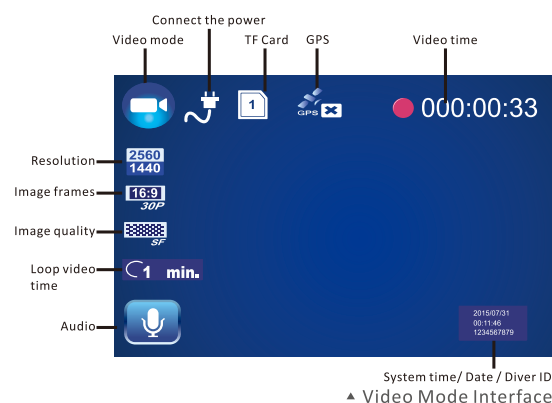 Connect the power
Video mode
TF Card
GPS
Video time
1
GPS
000:00:33
Resolution
2560
1440
Image frames
16:9
30P
Image quality
SF
Loop video
time
1 min.
Audio
2015/07/31
00:11:46
1234567879
System time/ Date / Diver ID
▲ Video Mode Interface